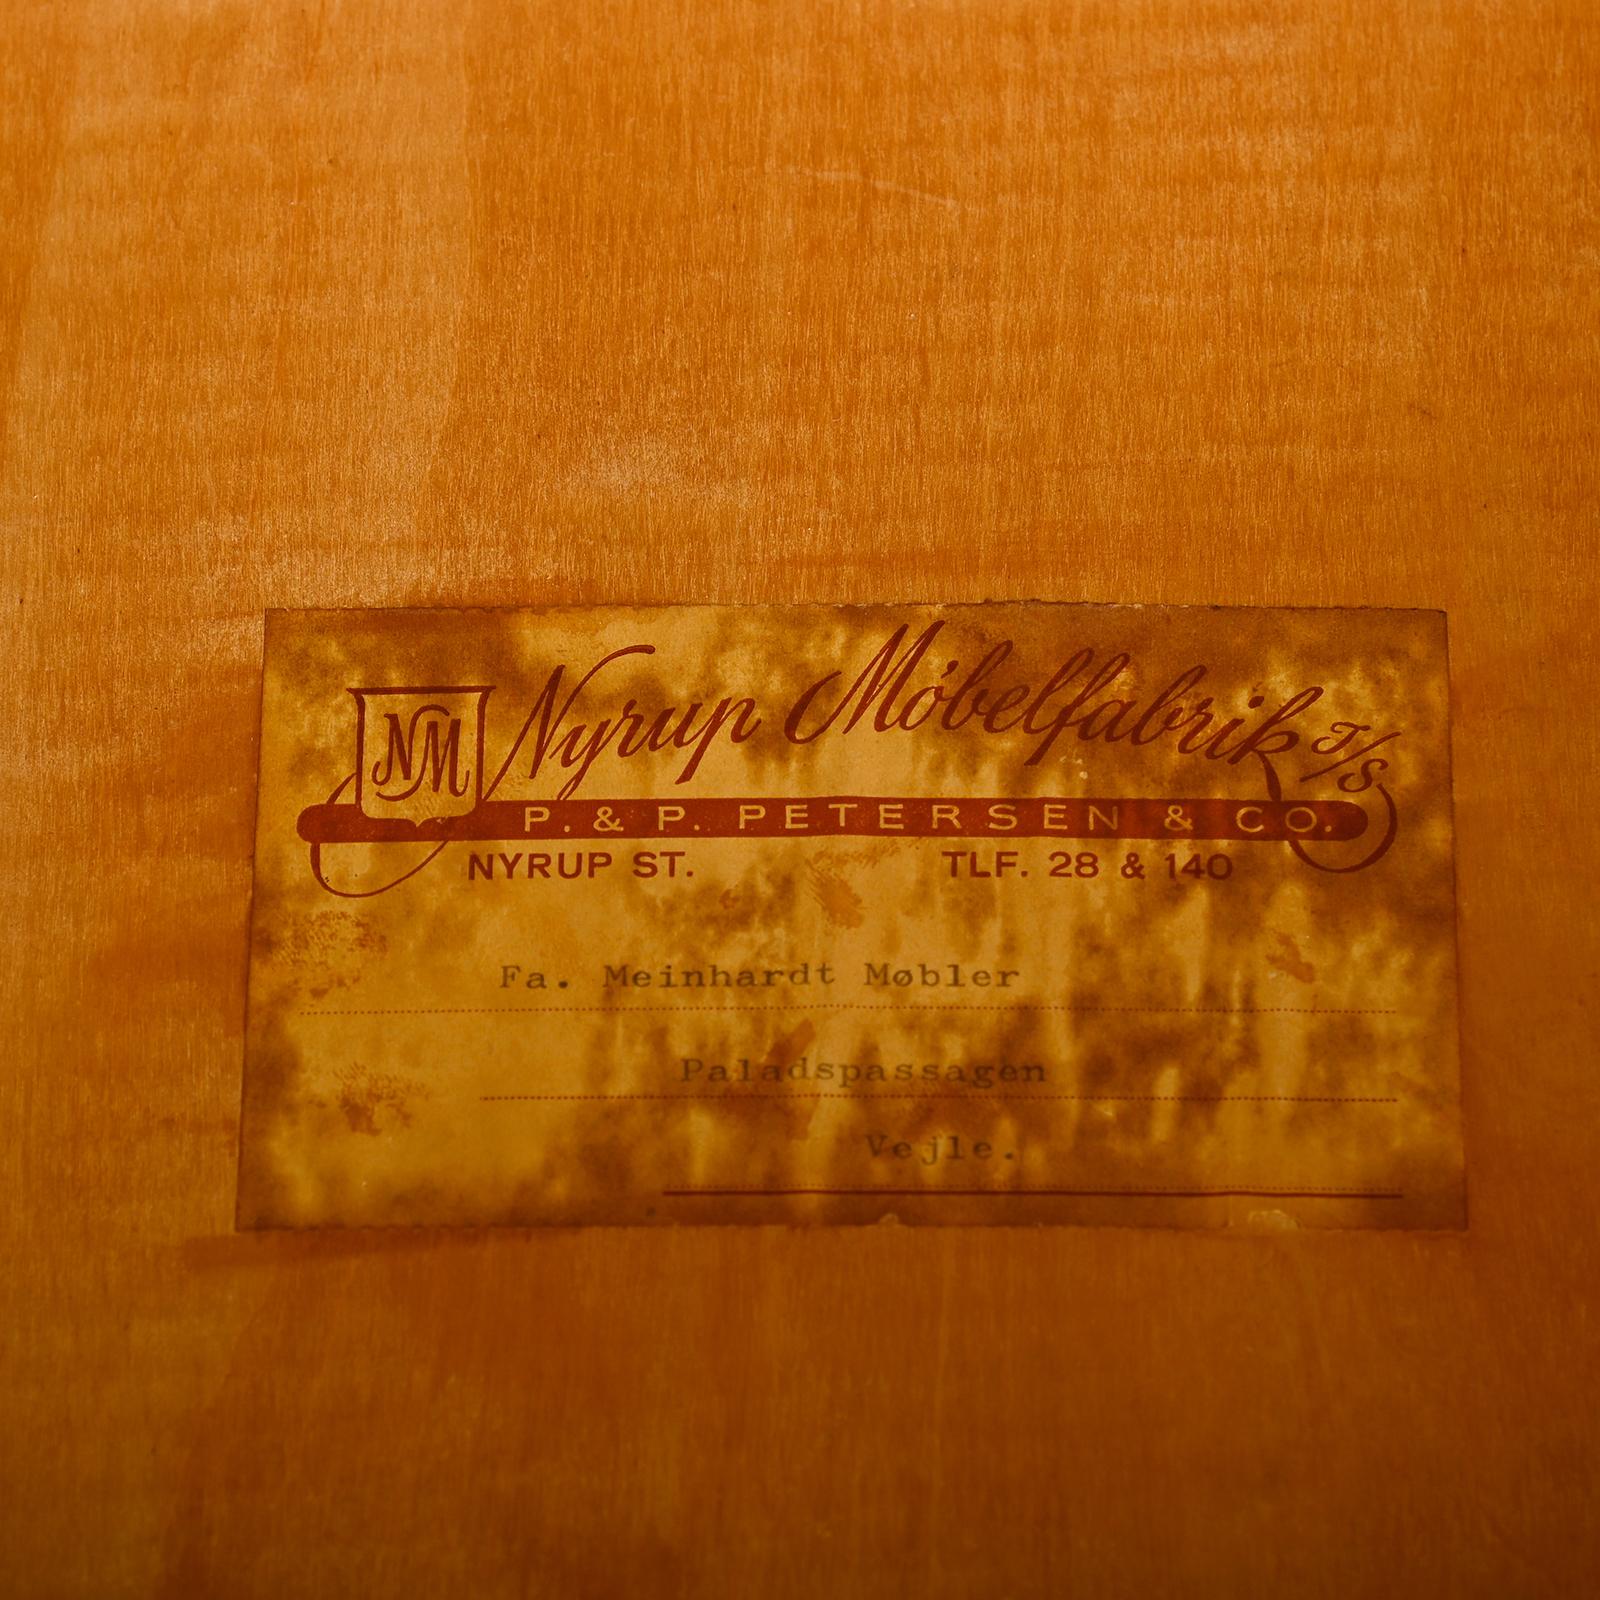 NM Nyrup Møbelfabrik I/S
P. & P. PETERSEN & CO.
NYRUP ST. TLF. 28 & 140
Fa. Meinhardt Møbler
Paladspassagen
Vejle.